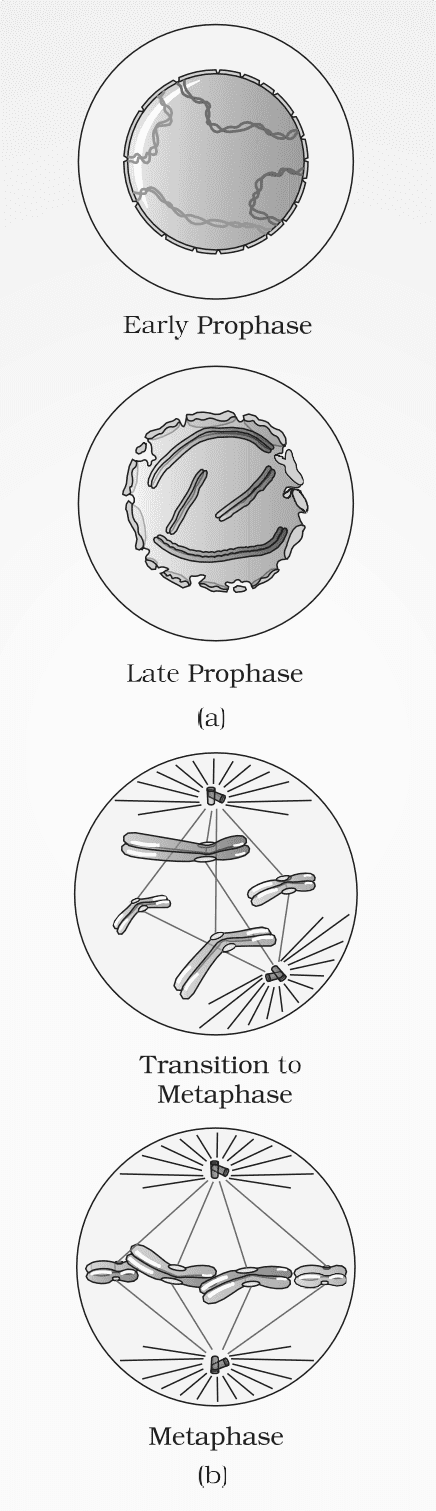 Early Prophase
Late Prophase
(a)
Transition to
Metaphase
Metaphase
(b)